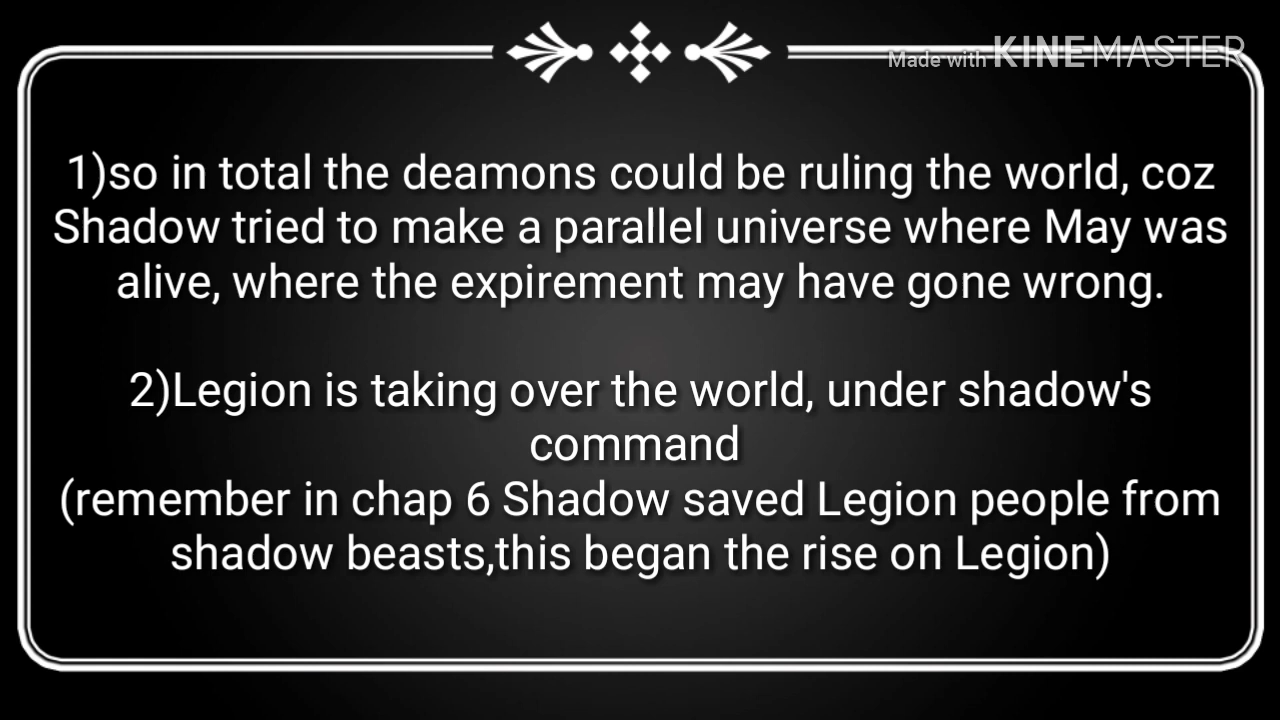 Made with KINEMASTER
1)so in total the deamons could be ruling the world, coz
Shadow tried to make a parallel universe where May was
alive, where the expirement may have gone wrong.
2)Legion is taking over the world, under shadow's
command
(remember in chap 6 Shadow saved Legion people from
shadow beasts,this began the rise on Legion)